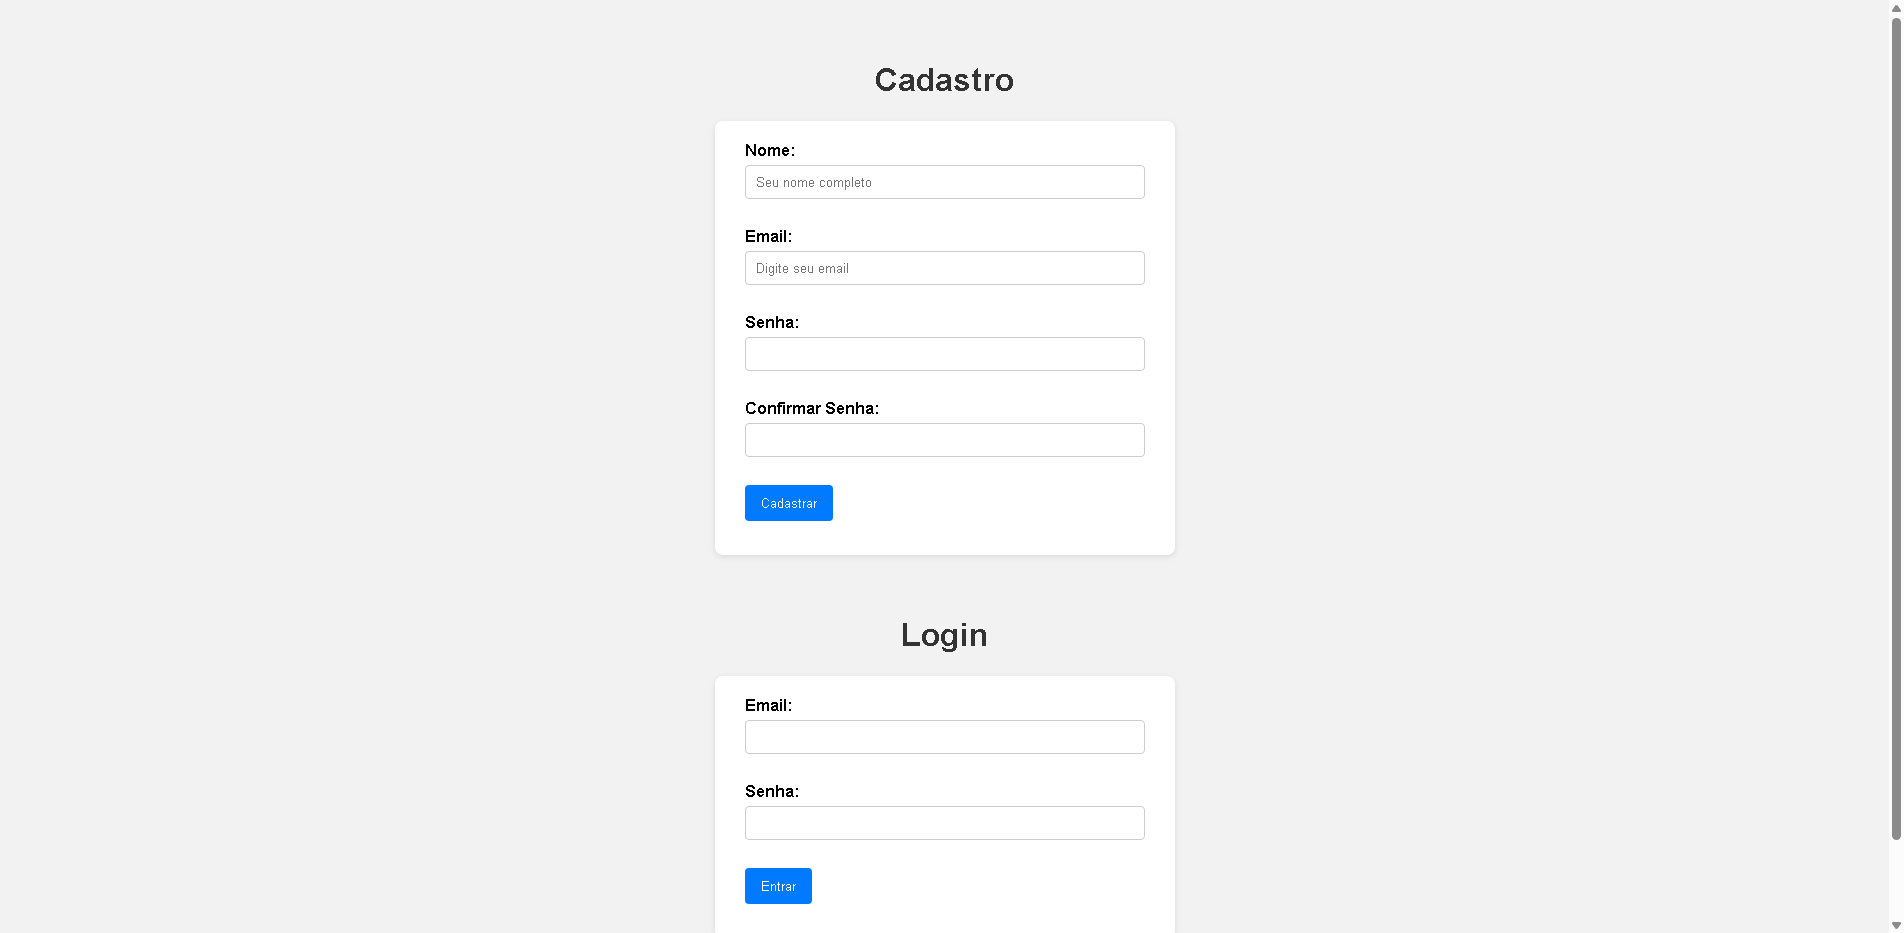 Cadastro
Nome:
Seu nome completo
Email:
Digite seu email
Senha:
Confirmar Senha:
Cadastrar
Login
Email:
Senha:
Entrar